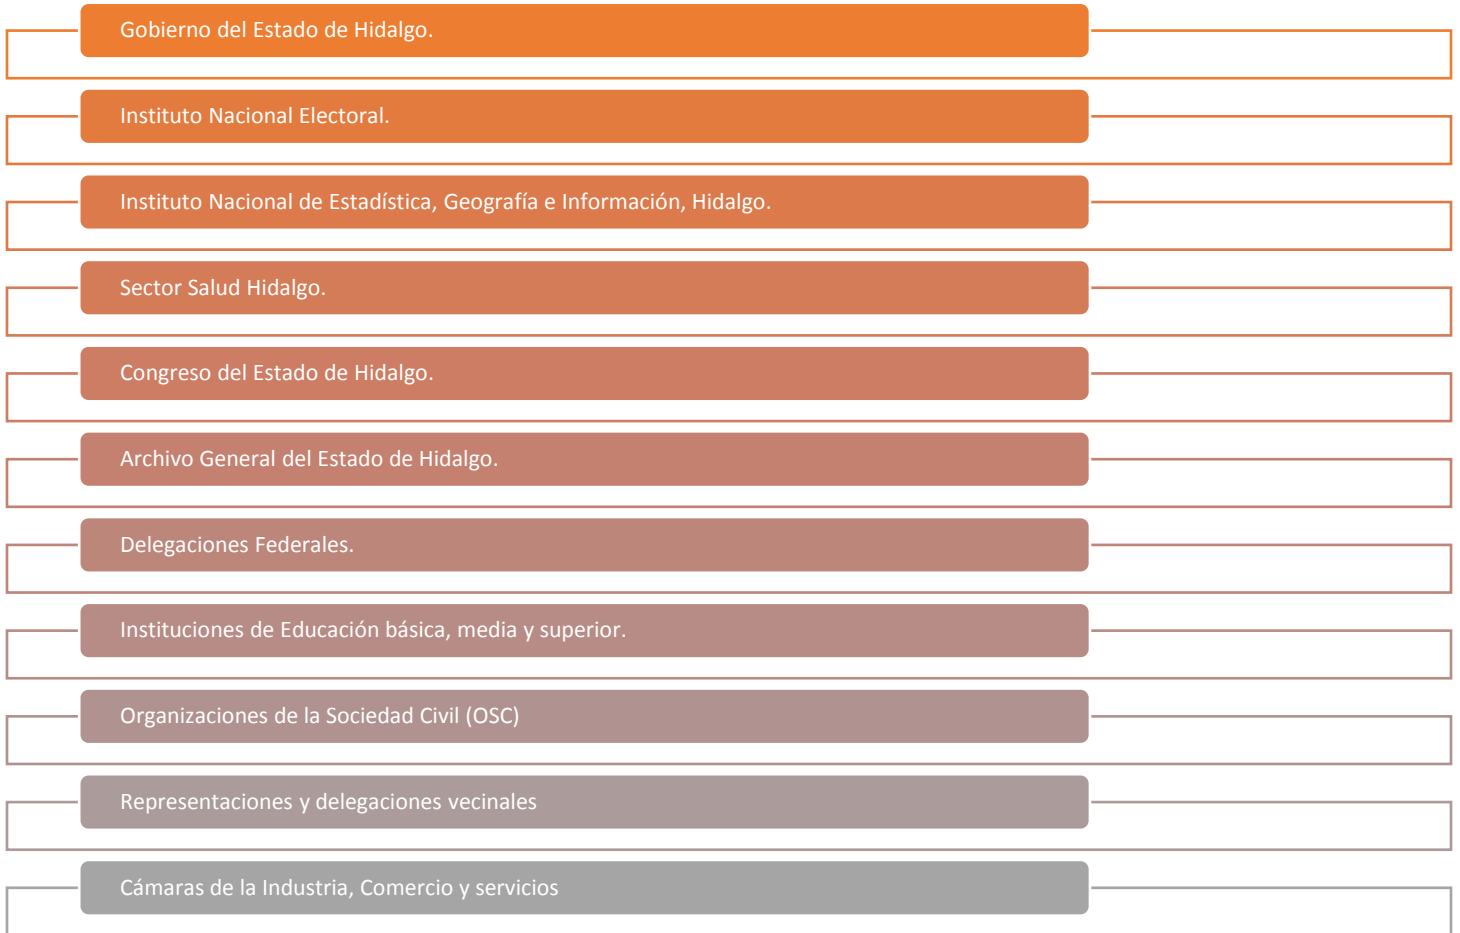 Gobierno del Estado de Hidalgo.
Instituto Nacional Electoral.
Instituto Nacional de Estadística, Geografía e Información, Hidalgo.
Sector Salud Hidalgo.
Congreso del Estado de Hidalgo.
Archivo General del Estado de Hidalgo.
Delegaciones Federales.
Instituciones de Educación básica, media y superior.
Organizaciones de la Sociedad Civil (OSC)
Representaciones y delegaciones vecinales
Cámaras de la Industria, Comercio y servicios